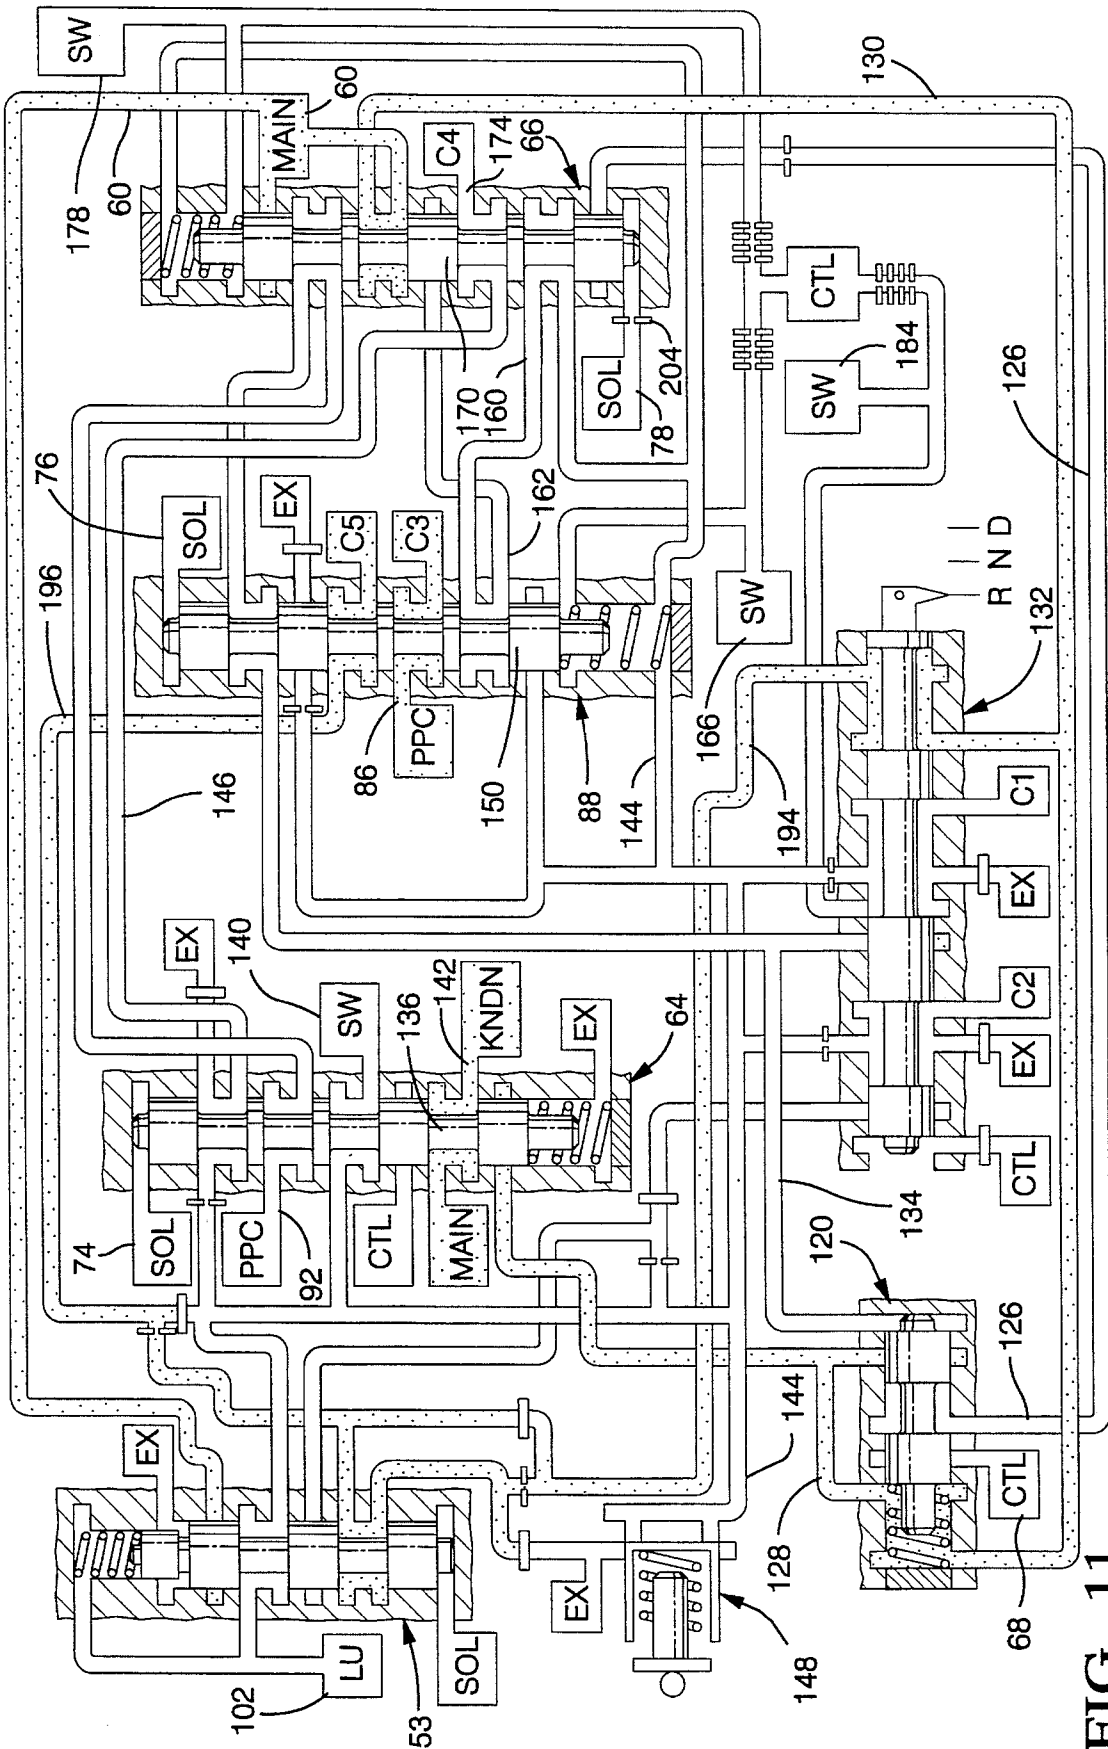 SW
178
60
MAIN
60
C4
174
66
130
76
SOL
EX
C5
C3
162
170
160
SOL
78
204
CTL
SW
184
126
196
146
86
PPC
150
88
144
SW
166
194
R N D
132
C1
EX
C2
EX
CTL
EX
140
SW
136
142
KNDN
EX
64
74
SOL
PPC
92
CTL
MAIN
134
120
126
144
128
CTL
68
EX
LU
102
SOL
53
EX
148
FIG. 11